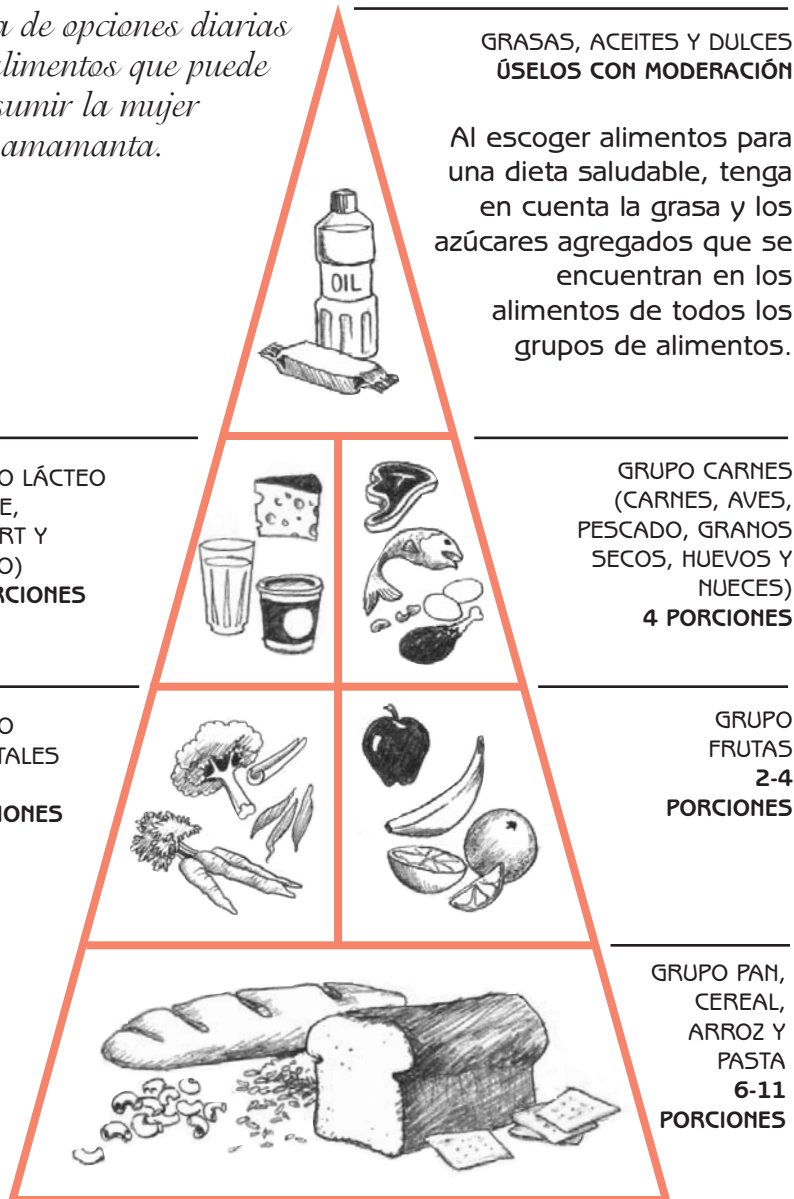 a de opciones diarias
alimentos que puede
sumir la mujer
amamanta.
GRASAS, ACEITES Y DULCES
ÚSELOS CON MODERACIÓN
Al escoger alimentos para
una dieta saludable, tenga
en cuenta la grasa y los
azúcares agregados que se
encuentran en los
alimentos de todos los
grupos de alimentos.
OIL
O LÁCTEO
E,
RT Y
O)
RCIONES
GRUPO CARNES
(CARNES, AVES,
PESCADO, GRANOS
SECOS, HUEVOS Y
NUECES)
4 PORCIONES
O
TALES
IONES
GRUPO
FRUTAS
2-4
PORCIONES
GRUPO PAN,
CEREAL,
ARROZ Y
PASTA
6-11
PORCIONES